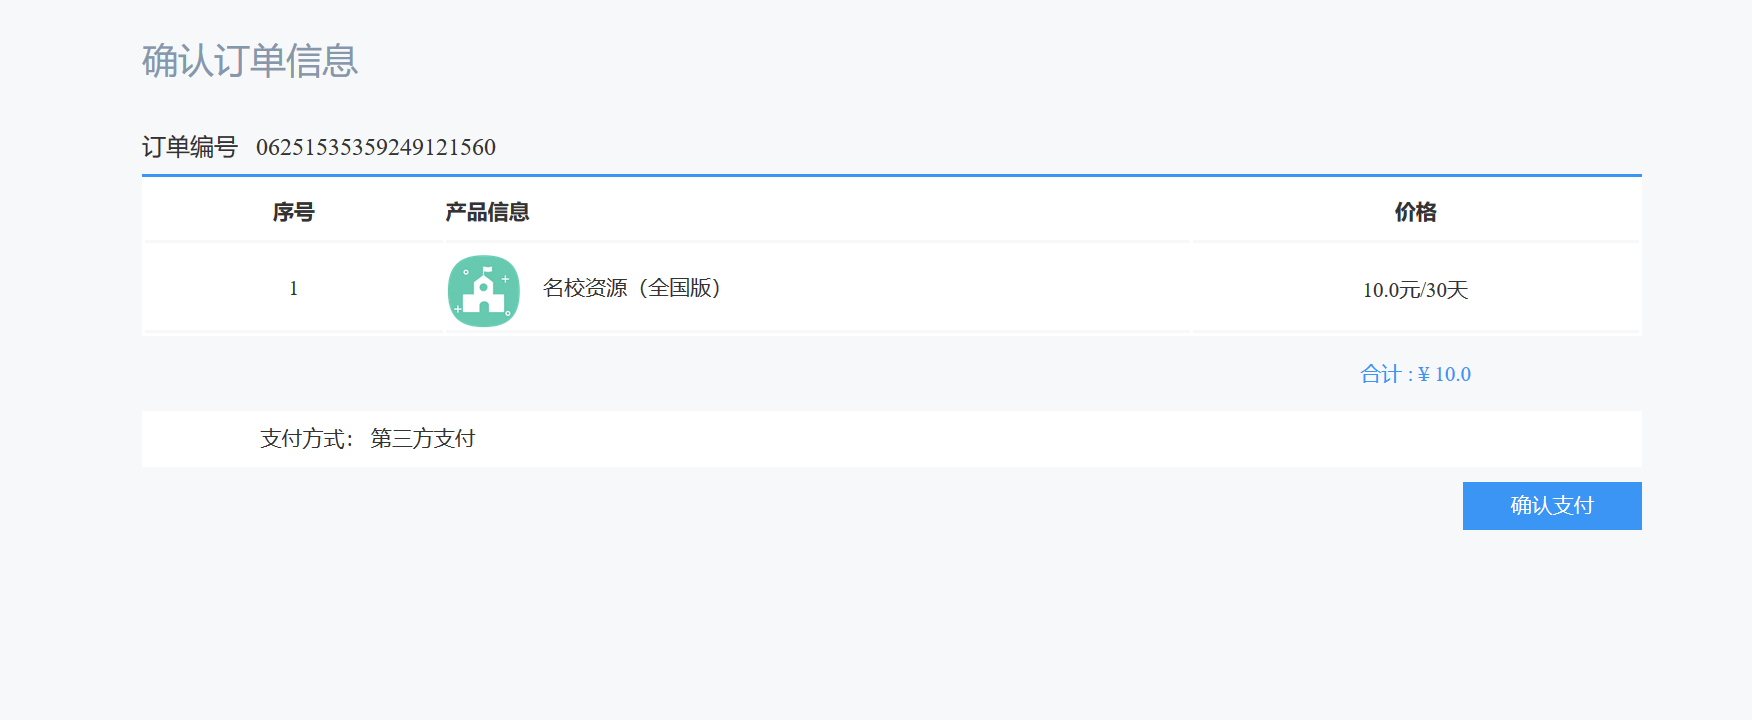 确认订单信息
订单编号 06251535359249121560
序号 产品信息 价格
1 名校资源（全国版） 10.0元/30天
合计 : ¥ 10.0
支付方式： 第三方支付
确认支付